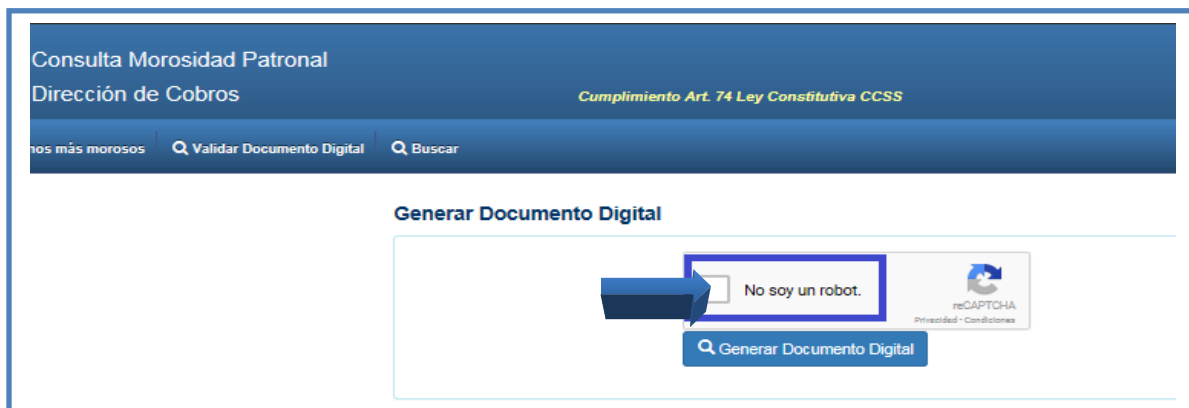 Consulta Morosidad Patronal
Dirección de Cobros
Cumplimiento Art. 74 Ley Constitutiva CCSS
nos más morosos Validar Documento Digital Buscar
Generar Documento Digital
No soy un robot.
reCAPTCHA
Privacidad - Condiciones
Generar Documento Digital